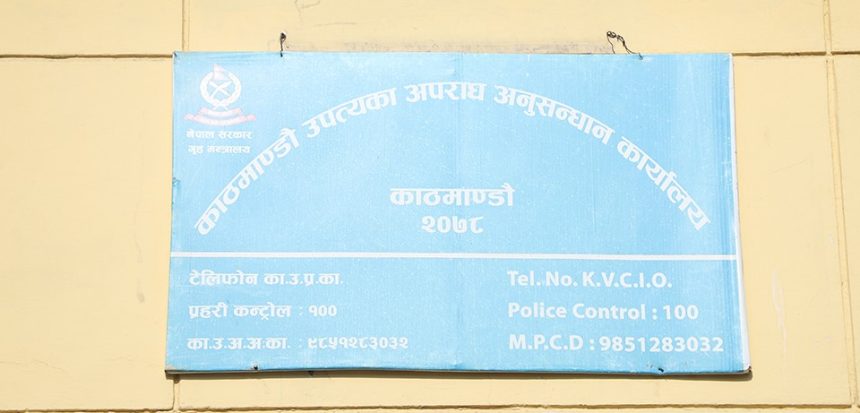 नेपाल सरकार
गृह मन्त्रालय
काठमाण्डौ उपत्यका अपराध अनुसन्धान कार्यालय
काठमाण्डौ
२०७८
टेलिफोन का.उ.प्र.का.
प्रहरी कन्ट्रोल : १००
का.उ.अ.अ.का. : ९८५१२८३०३२
Tel. No. K.V.C.I.O.
Police Control : 100
M.P.C.D : 9851283032